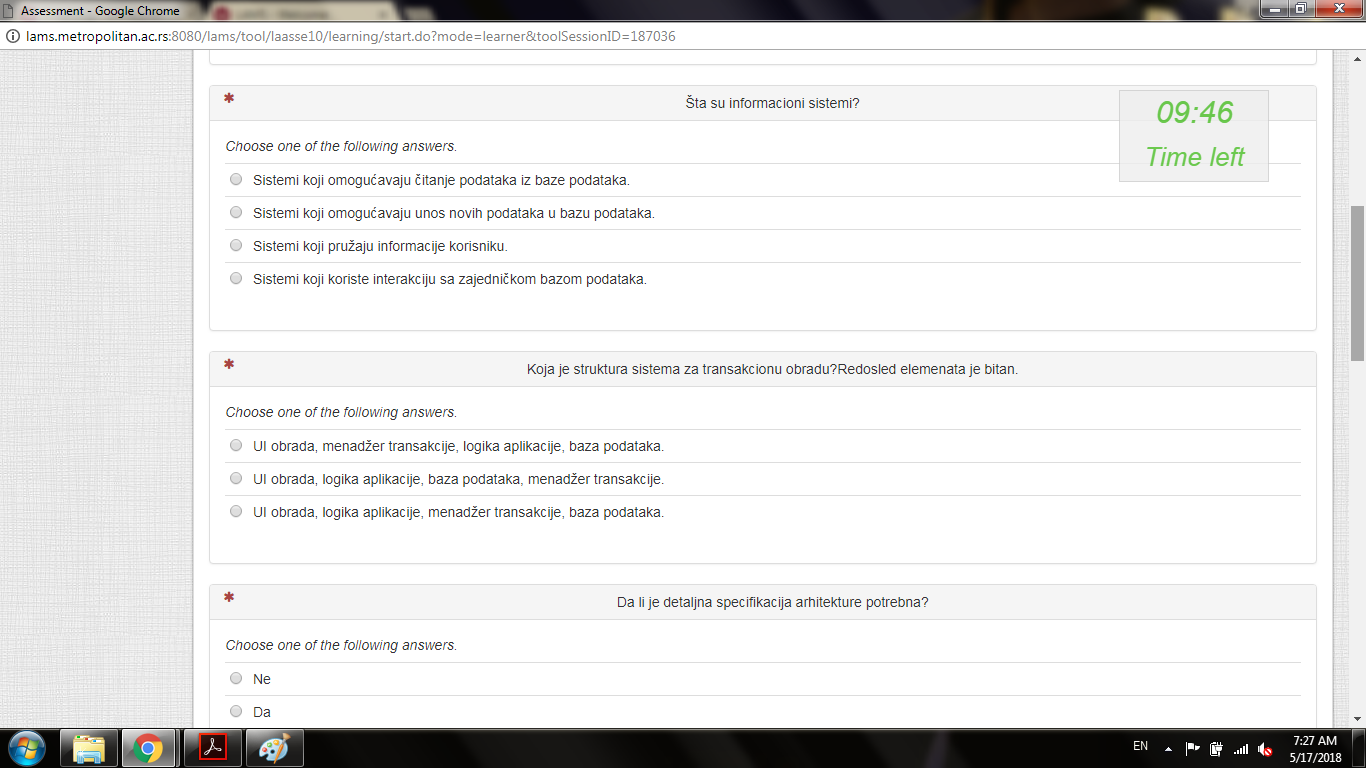 Assessment - Google Chrome
lams.metropolitan.ac.rs:8080/lams/tool/laasse10/learning/start.do?mode=learner&toolSessionID=187036
* Šta su informacioni sistemi?
09:46
Time left
Choose one of the following answers.
Sistemi koji omogućavaju čitanje podataka iz baze podataka.
Sistemi koji omogućavaju unos novih podataka u bazu podataka.
Sistemi koji pružaju informacije korisniku.
Sistemi koji koriste interakciju sa zajedničkom bazom podataka.
* Koja je struktura sistema za transakcionu obradu?Redosled elemenata je bitan.
Choose one of the following answers.
UI obrada, menadžer transakcije, logika aplikacije, baza podataka.
UI obrada, logika aplikacije, baza podataka, menadžer transakcije.
UI obrada, logika aplikacije, menadžer transakcije, baza podataka.
* Da li je detaljna specifikacija arhitekture potrebna?
Choose one of the following answers.
Ne
Da
EN
7:27 AM
5/17/2018